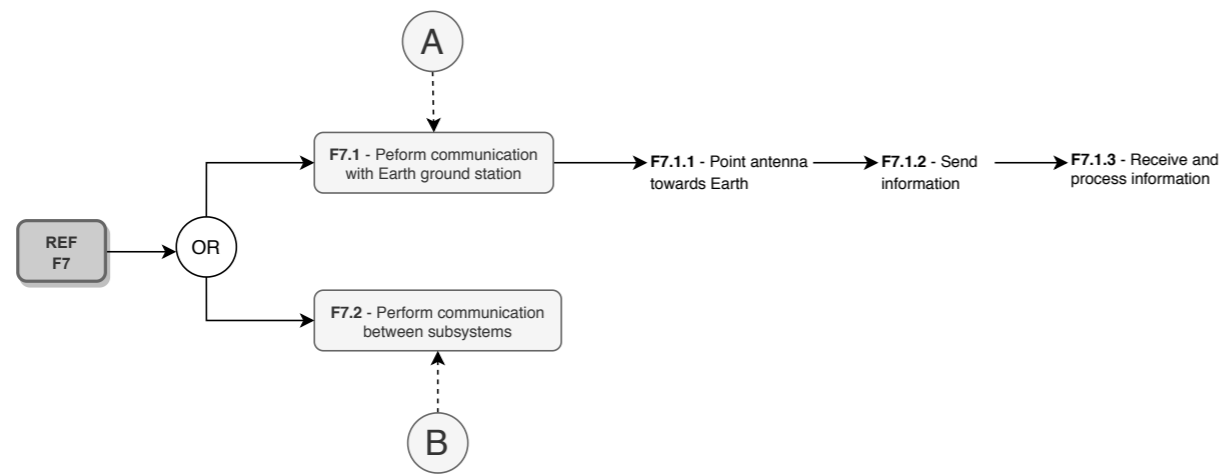 A
F7.1 - Peform communication
with Earth ground station
F7.1.1 - Point antenna
towards Earth
F7.1.2 - Send
information
F7.1.3 - Receive and
process information
REF
F7
OR
F7.2 - Perform communication
between subsystems
B